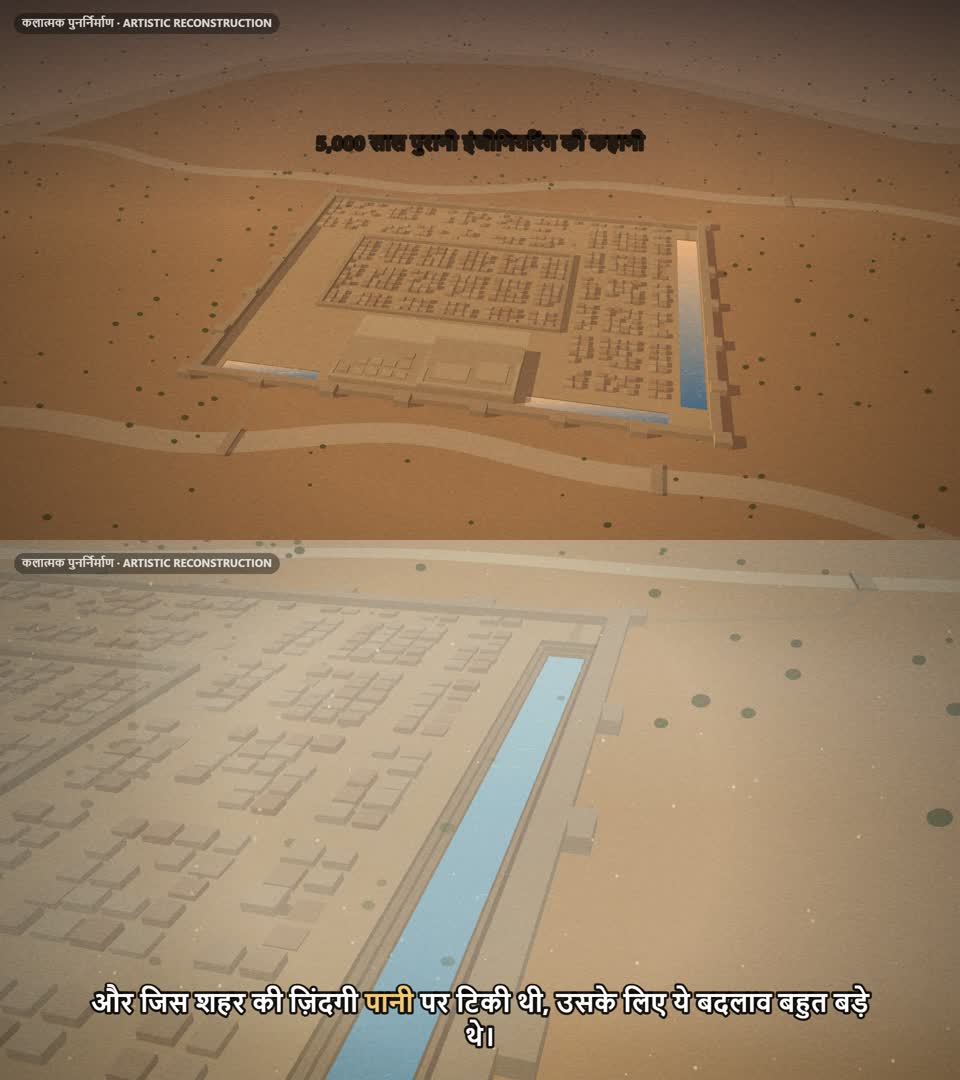 कलात्मक पुनर्निर्माण · ARTISTIC RECONSTRUCTION
5,000 साल पुरानी इंजीनियरिंग की कहानी
कलात्मक पुनर्निर्माण · ARTISTIC RECONSTRUCTION
और जिस शहर की ज़िंदगी पानी पर टिकी थी, उसके लिए ये बदलाव बहुत बड़े
थे।